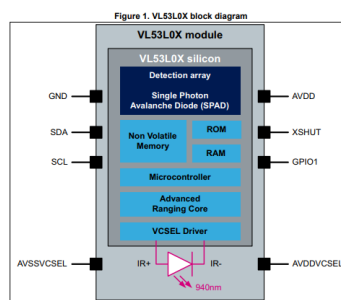 Figure 1. VL53L0X block diagram
VL53L0X module
VL53L0X silicon
Detection array
Single Photon
Avalanche Diode (SPAD)
Non Volatile
Memory
ROM
RAM
Microcontroller
Advanced
Ranging Core
VCSEL Driver
IR+
IR-
940nm
GND
SDA
SCL
AVSSVCSEL
AVDD
XSHUT
GPIO1
AVDDVCSEL